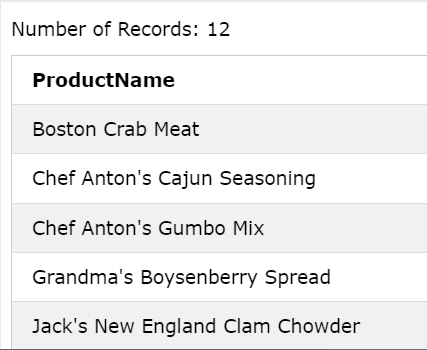 Number of Records: 12
ProductName
Boston Crab Meat
Chef Anton's Cajun Seasoning
Chef Anton's Gumbo Mix
Grandma's Boysenberry Spread
Jack's New England Clam Chowder